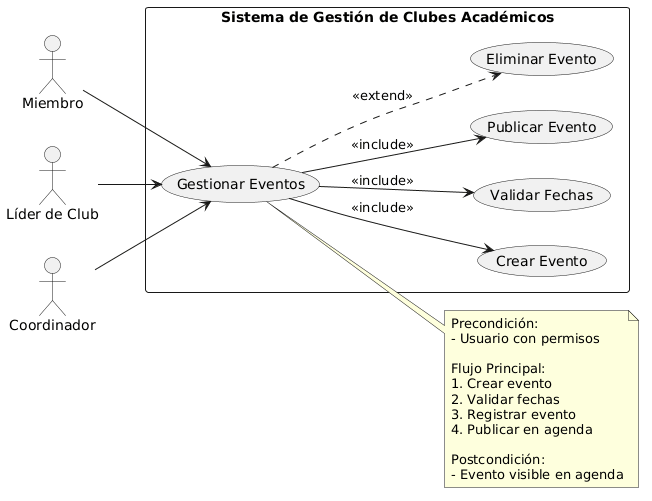 Sistema de Gestión de Clubes Académicos
Miembro
Líder de Club
Coordinador
Gestionar Eventos
«extend»
«include»
«include»
«include»
Eliminar Evento
Publicar Evento
Validar Fechas
Crear Evento
Precondición:
- Usuario con permisos
Flujo Principal:
1. Crear evento
2. Validar fechas
3. Registrar evento
4. Publicar en agenda
Postcondición:
- Evento visible en agenda